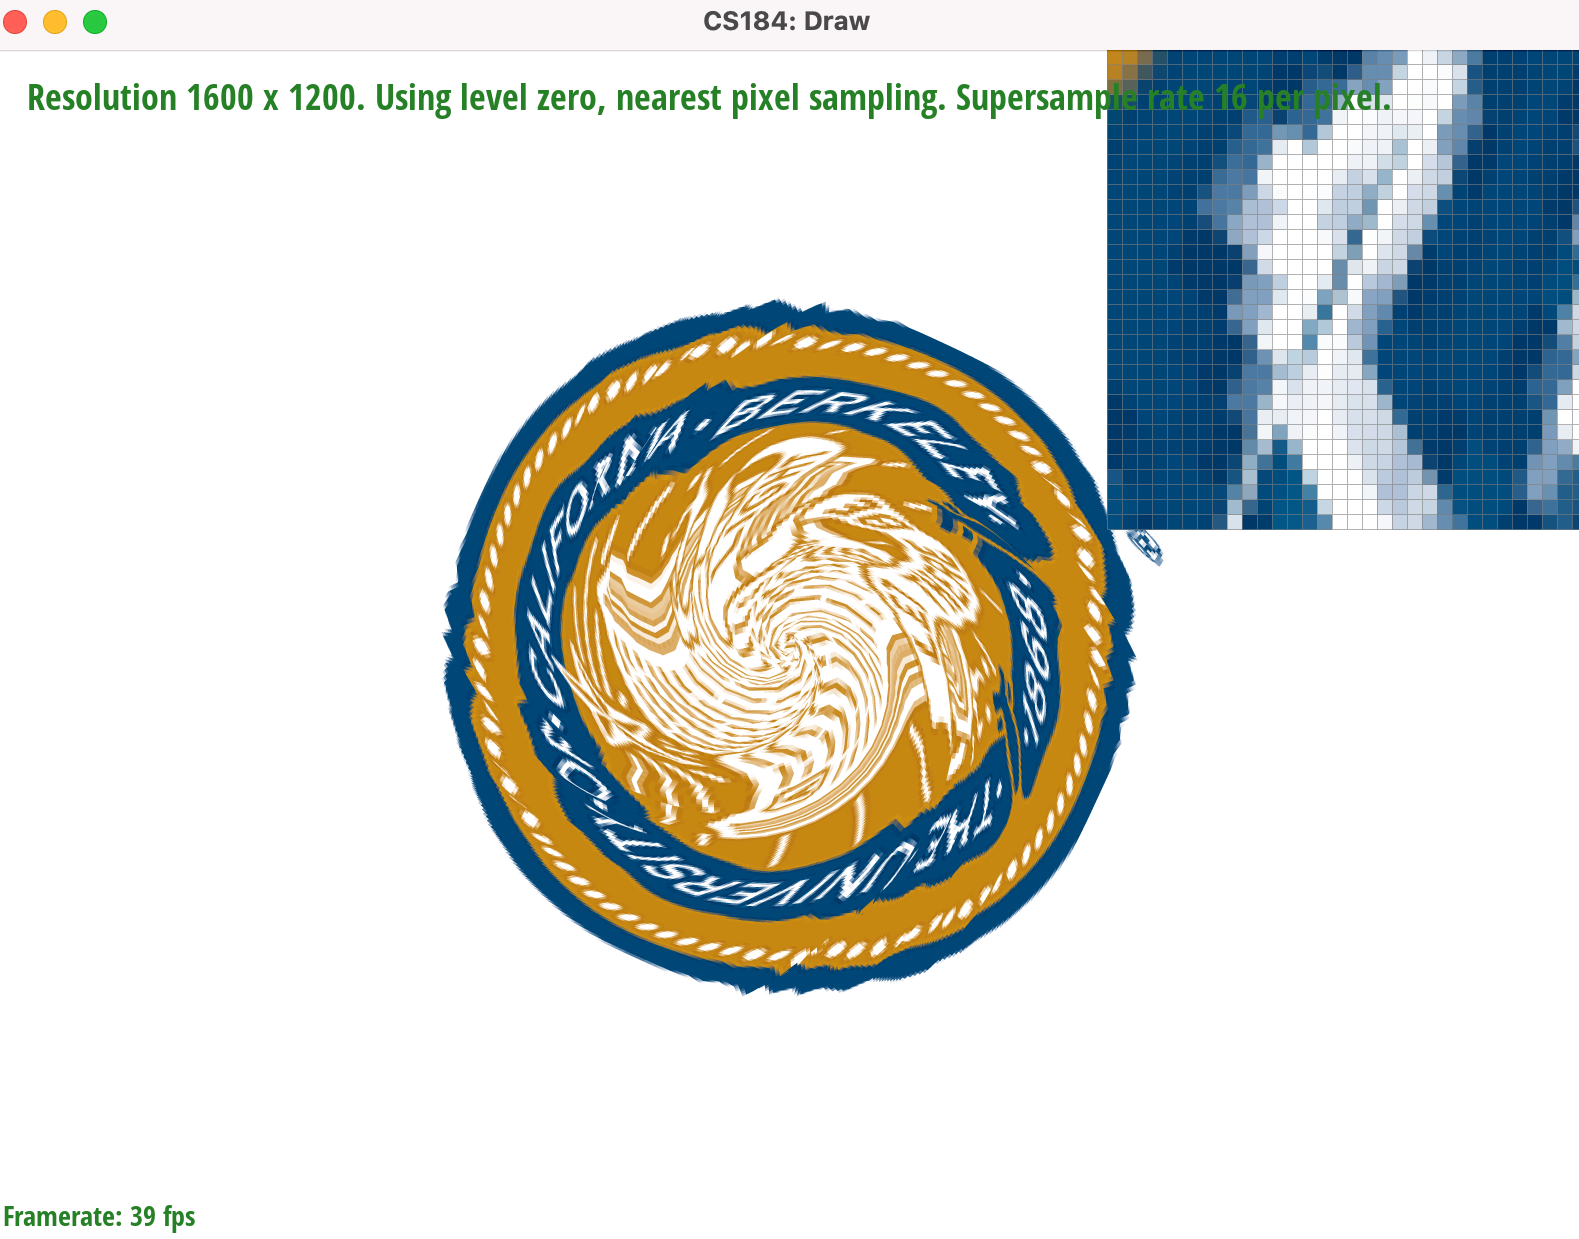 CS184: Draw
Resolution 1600 x 1200. Using level zero, nearest pixel sampling. Supersample rate 16 per pixel.
· BERKELEY ·
CALIFORNIA
·1868·
· THE UNIVERSITY OF ·
Framerate: 39 fps